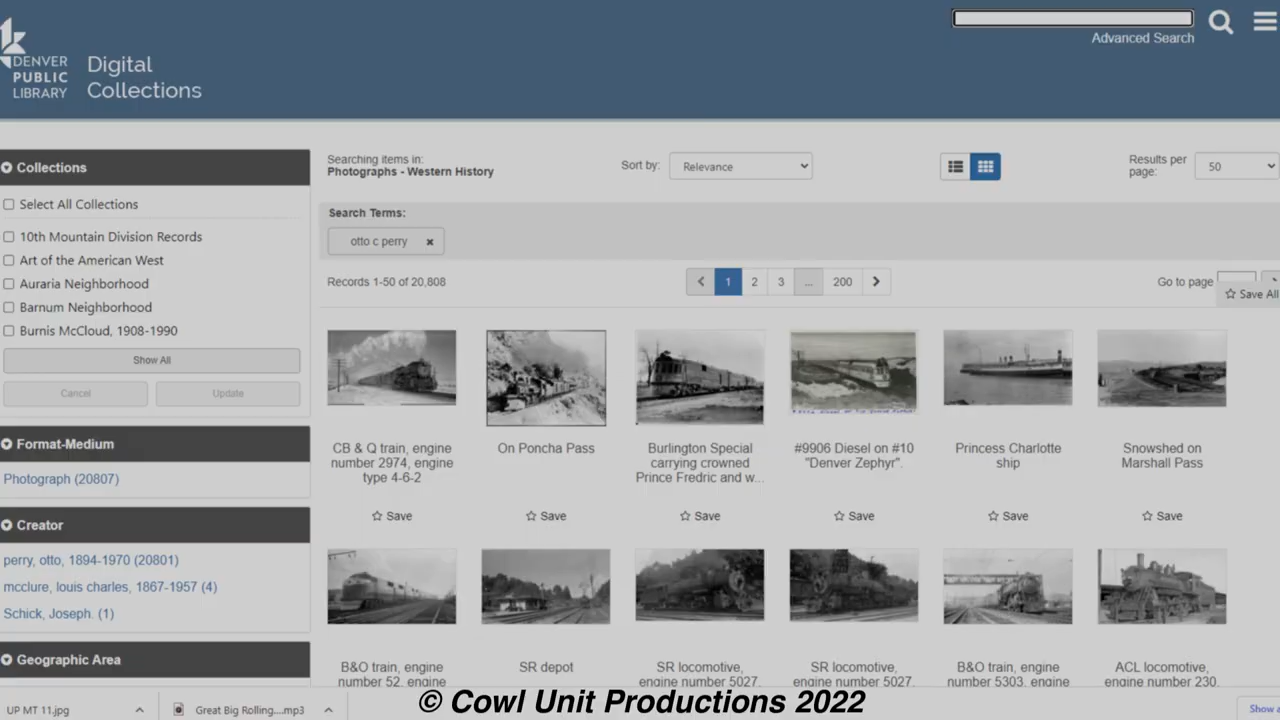 Advanced Search
DENVER
PUBLIC
LIBRARY
Digital
Collections
Collections
Select All Collections
10th Mountain Division Records
Art of the American West
Auraria Neighborhood
Barnum Neighborhood
Burnis McCloud, 1908-1990
Show All
Cancel
Update
Format-Medium
Photograph (20807)
Creator
perry, otto, 1894-1970 (20801)
mcclure, louis charles, 1867-1957 (4)
Schick, Joseph. (1)
Geographic Area
Searching items in:
Photographs - Western History
Sort by:
Relevance
Results per
page:
50
Search Terms:
otto c perry
Records 1-50 of 20,808
1 2 3 ... 200
Go to page
Save All
CB & Q train, engine
number 2974, engine
type 4-6-2
On Poncha Pass
Burlington Special
carrying crowned
Prince Fredric and w...
#9906 Diesel on #10
"Denver Zephyr".
Princess Charlotte
ship
Snowshed on
Marshall Pass
Save
Save
Save
Save
Save
Save
B&O train, engine
number 52, engine
SR depot
SR locomotive,
engine number 5027,
SR locomotive,
engine number 5027,
B&O train, engine
number 5303, engine
ACL locomotive,
engine number 230,
UP MT 11.jpg
Great Big Rolling....mp3
© Cowl Unit Productions 2022
Show